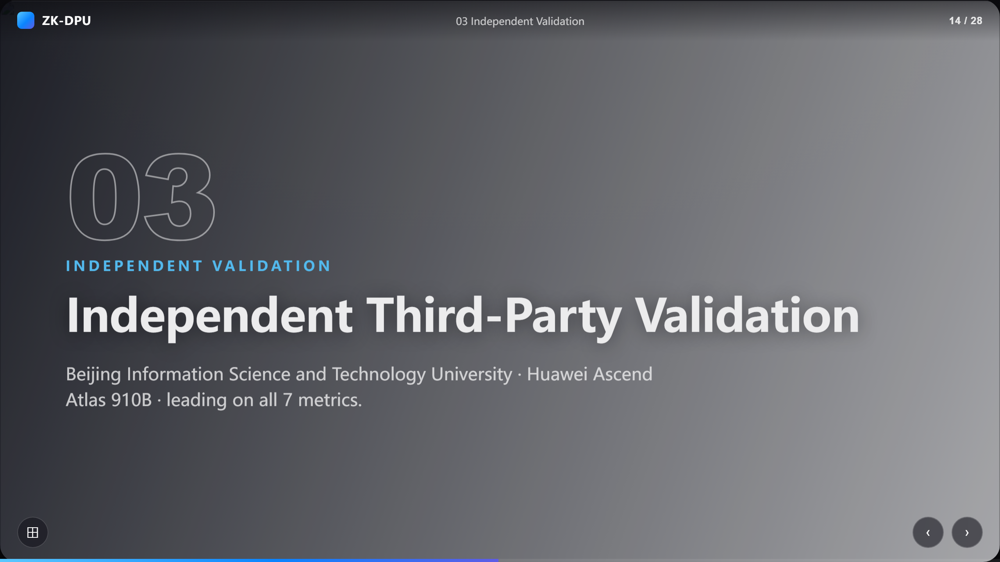 ZK-DPU
03 Independent Validation
14 / 28
03
INDEPENDENT VALIDATION
Independent Third-Party Validation
Beijing Information Science and Technology University · Huawei Ascend
Atlas 910B · leading on all 7 metrics.